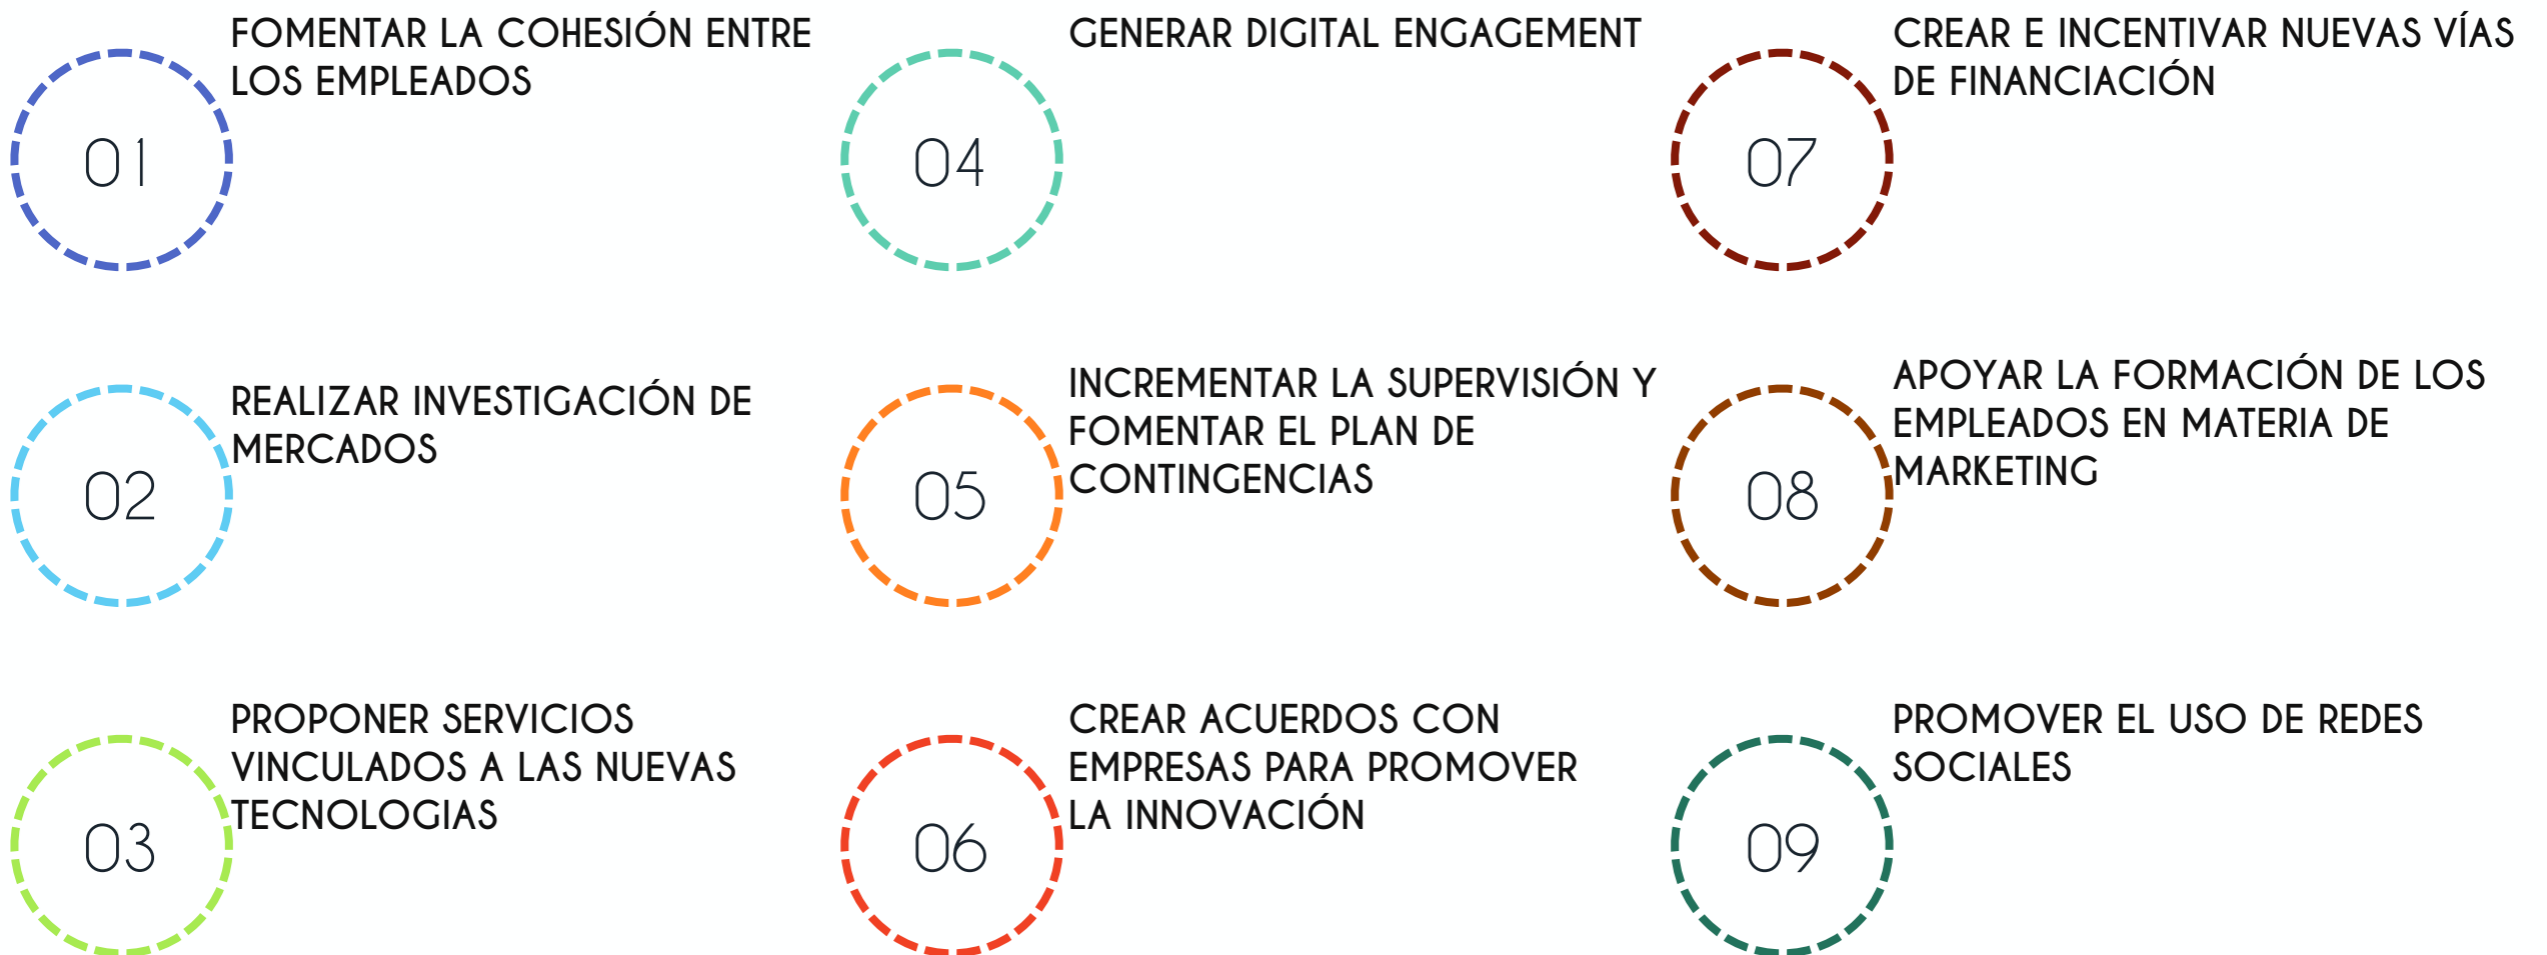 01
FOMENTAR LA COHESIÓN ENTRE
LOS EMPLEADOS
02
REALIZAR INVESTIGACIÓN DE
MERCADOS
03
PROPONER SERVICIOS
VINCULADOS A LAS NUEVAS
TECNOLOGIAS
04
GENERAR DIGITAL ENGAGEMENT
05
INCREMENTAR LA SUPERVISIÓN Y
FOMENTAR EL PLAN DE
CONTINGENCIAS
06
CREAR ACUERDOS CON
EMPRESAS PARA PROMOVER
LA INNOVACIÓN
07
CREAR E INCENTIVAR NUEVAS VÍAS
DE FINANCIACIÓN
08
APOYAR LA FORMACIÓN DE LOS
EMPLEADOS EN MATERIA DE
MARKETING
09
PROMOVER EL USO DE REDES
SOCIALES